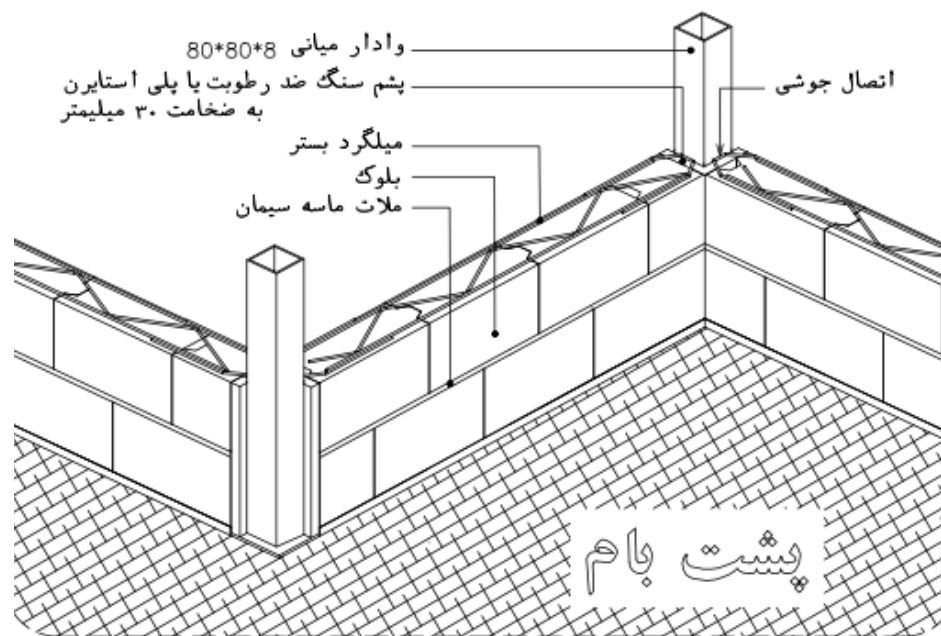 وادار میانی 80*80*8
پشم سنگ ضد رطوبت یا پلی استایرن
به ضخامت ۳۰ میلیمتر
اتصال جوشی
میلگرد بستر
بلوک
ملات ماسه سیمان
پشت بام